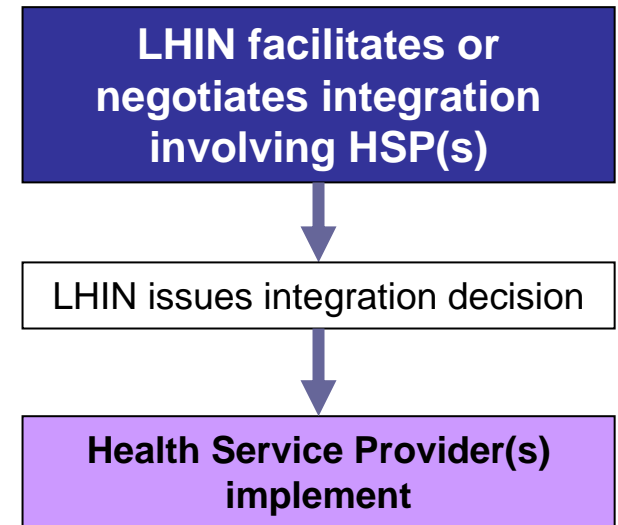 LHIN facilitates or
negotiates integration
involving HSP(s)
LHIN issues integration decision
Health Service Provider(s)
implement